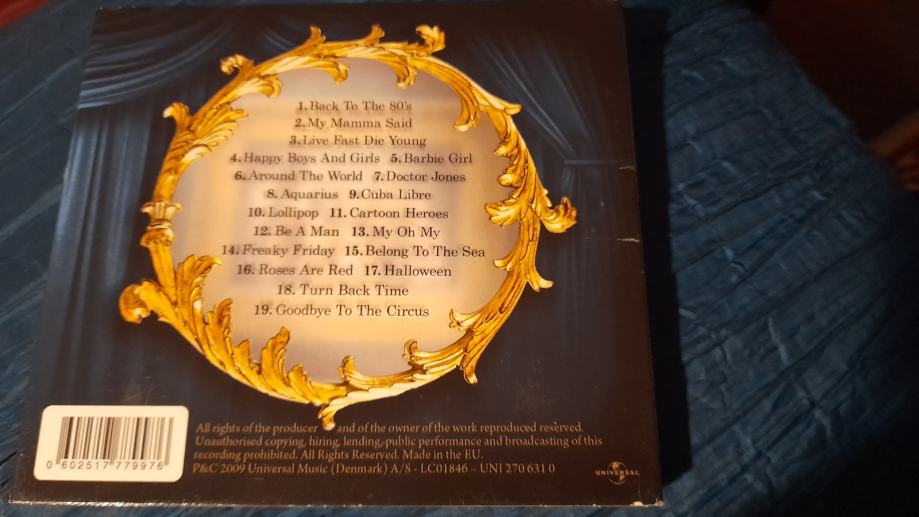 1. Back To The 80's
2. My Mamma Said
3. Live Fast Die Young
4. Happy Boys And Girls 5. Barbie Girl
6. Around The World 7. Doctor Jones
8. Aquarius 9. Cuba Libre
10. Lollipop 11. Cartoon Heroes
12. Be A Man 13. My Oh My
14. Freaky Friday 15. Belong To The Sea
16. Roses Are Red 17. Halloween
18. Turn Back Time
19. Goodbye To The Circus
All rights of the producer and of the owner of the work reproduced reserved.
Unauthorised copying, hiring, lending, public performance and broadcasting of this
recording prohibited. All Rights Reserved. Made in the EU.
P&C 2009 Universal Music (Denmark) A/S - LC01846 - UNI 270 631 0
0 602517 779976
UNIVERSAL